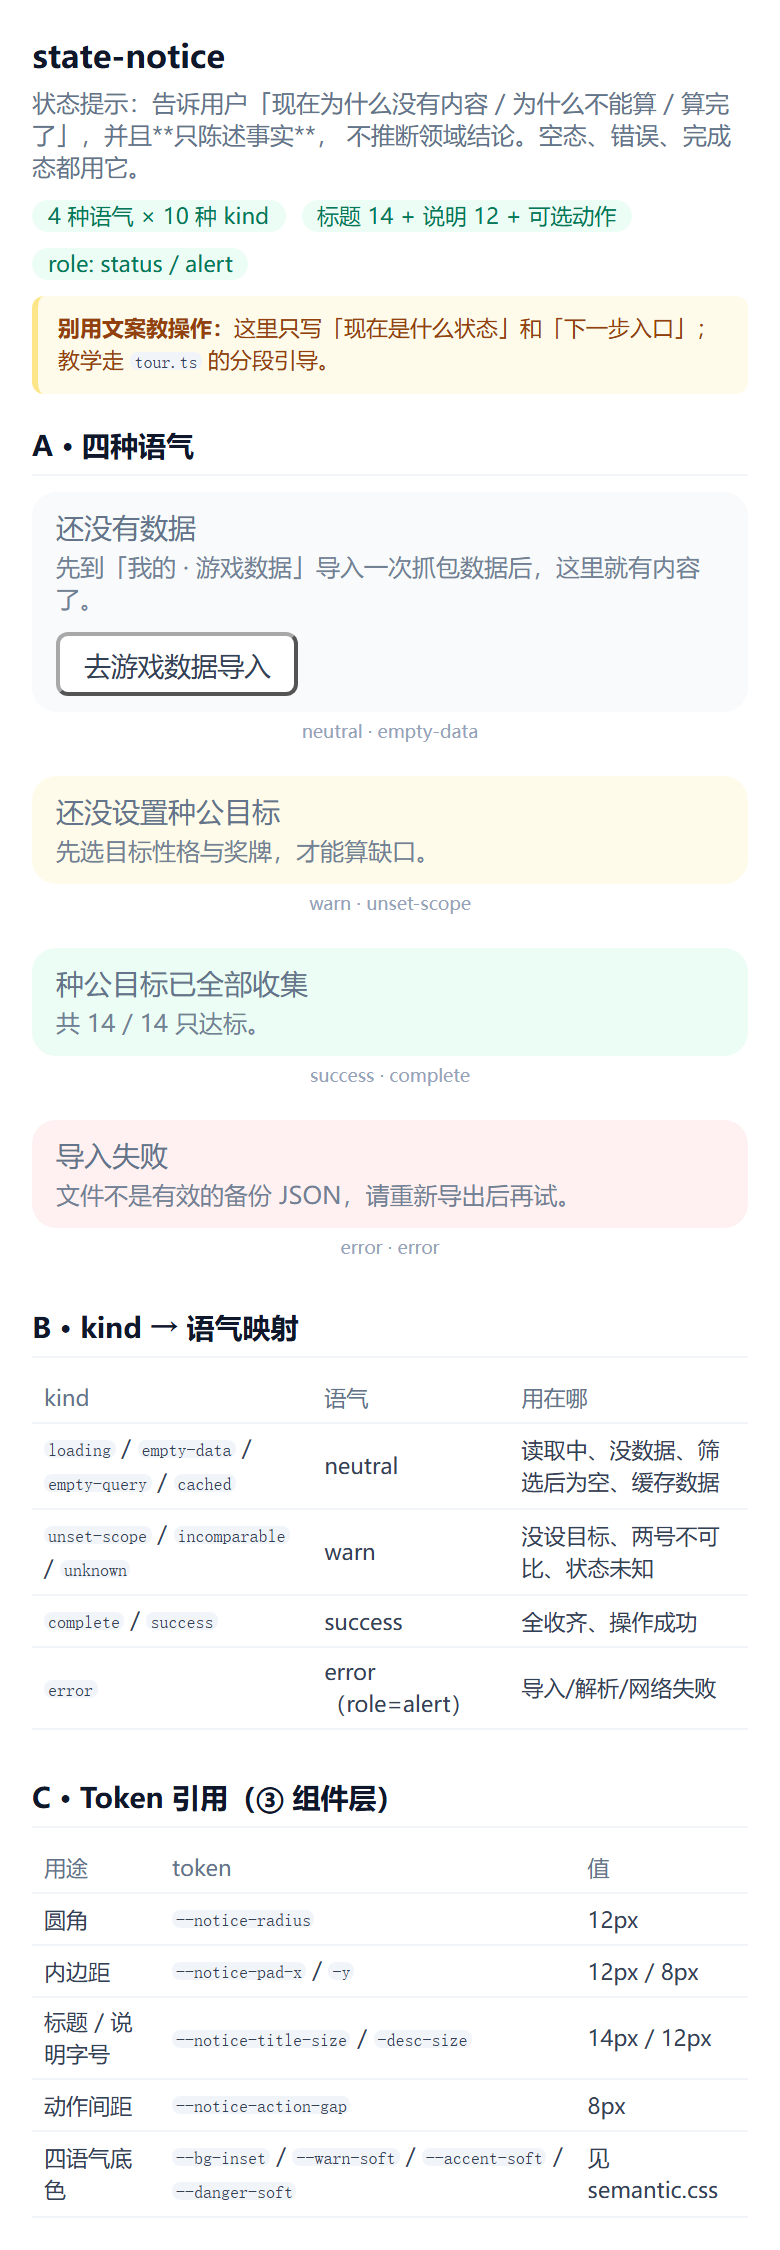 state-notice
状态提示：告诉用户「现在为什么没有内容 / 为什么不能算 / 算完
了」，并且**只陈述事实**， 不推断领域结论。空态、错误、完成
态都用它。
4 种语气 × 10 种 kind
标题 14 + 说明 12 + 可选动作
role: status / alert
别用文案教操作：这里只写「现在是什么状态」和「下一步入口」；
教学走 tour.ts 的分段引导。
A • 四种语气
还没有数据
先到「我的 · 游戏数据」导入一次抓包数据后，这里就有内容
了。
去游戏数据导入
neutral · empty-data
还没设置种公目标
先选目标性格与奖牌，才能算缺口。
warn · unset-scope
种公目标已全部收集
共 14 / 14 只达标。
success · complete
导入失败
文件不是有效的备份 JSON，请重新导出后再试。
error · error
B • kind → 语气映射
kind 语气 用在哪
loading / empty-data /
empty-query / cached
neutral
读取中、没数据、筛
选后为空、缓存数据
unset-scope / incomparable
/ unknown
warn
没设目标、两号不可
比、状态未知
complete / success
success
全收齐、操作成功
error
error
（role=alert）
导入/解析/网络失败
C • Token 引用（③ 组件层）
用途 token 值
圆角 --notice-radius 12px
内边距 --notice-pad-x / -y 12px / 8px
标题 / 说
明字号
--notice-title-size / -desc-size
14px / 12px
动作间距 --notice-action-gap 8px
四语气底
色
--bg-inset / --warn-soft / --accent-soft /
--danger-soft
见
semantic.css